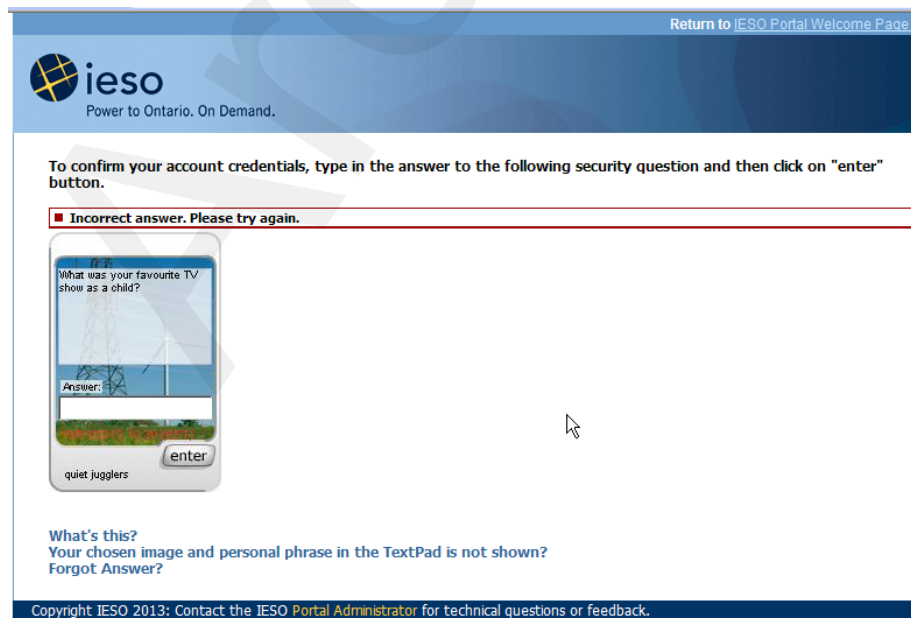 Return to IESO Portal Welcome Page
ieso
Power to Ontario. On Demand.
To confirm your account credentials, type in the answer to the following security question and then click on "enter"
button.
Incorrect answer. Please try again.
What was your favourite TV
show as a child?
Answer:
enter
quiet jugglers
What's this?
Your chosen image and personal phrase in the TextPad is not shown?
Forgot Answer?
Copyright IESO 2013: Contact the IESO Portal Administrator for technical questions or feedback.